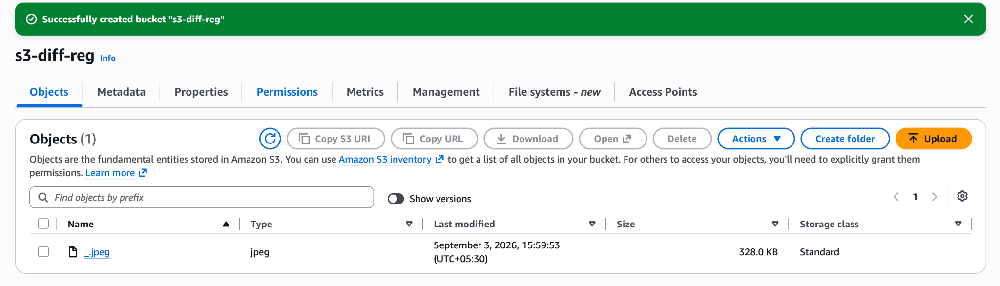 Successfully created bucket "s3-diff-reg"
s3-diff-reg Info
Objects Metadata Properties Permissions Metrics Management File systems - new Access Points
Objects (1) Copy S3 URI Copy URL Download Open Delete Actions Create folder Upload
Objects are the fundamental entities stored in Amazon S3. You can use Amazon S3 inventory to get a list of all objects in your bucket. For others to access your objects, you'll need to explicitly grant them
permissions. Learn more
Find objects by prefix Show versions 1
Name Type Last modified Size Storage class
_.jpeg jpeg September 3, 2026, 15:59:53 (UTC+05:30) 328.0 KB Standard